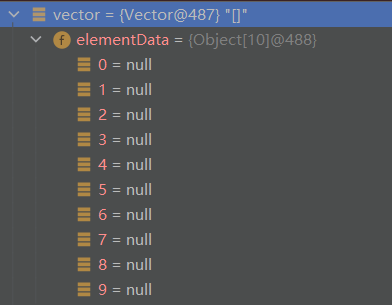 vector = {Vector@487} "[]"
f elementData = {Object[10]@488}
0 = null
1 = null
2 = null
3 = null
4 = null
5 = null
6 = null
7 = null
8 = null
9 = null